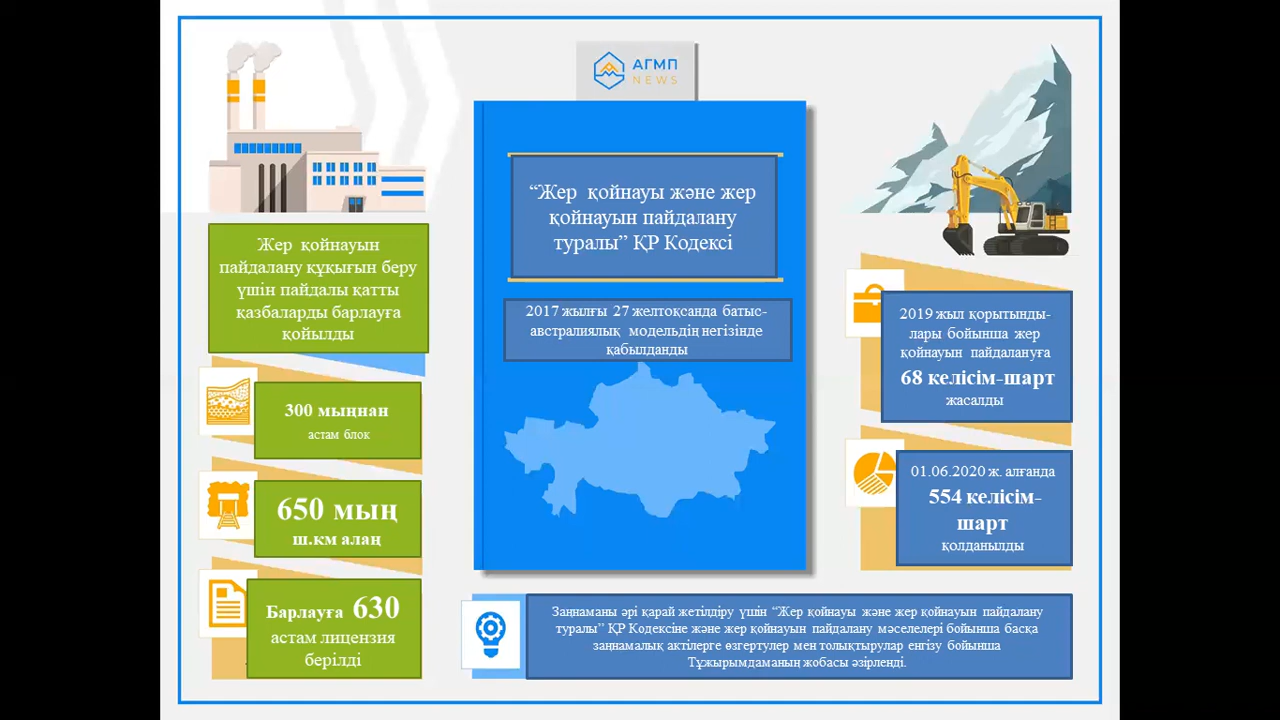 АГМП
NEWS
“Жер қойнауы және жер
қойнауын пайдалану
туралы” ҚР Кодексі
2017 жылғы 27 желтоқсанда батыс-
австралиялық модельдің негізінде
қабылданды
Жер қойнауын
пайдалану құқығын беру
үшін пайдалы қатты
қазбаларды барлауға
қойылды
300 мыңнан
астам блок
650 мың
ш.км алаң
Барлауға 630
астам лицензия
берілді
2019 жыл қорытынды-
лары бойынша жер
қойнауын пайдалануға
68 келісім-шарт
жасалды
01.06.2020 ж. алғанда
554 келісім-
шарт
қолданылды
Заңнаманы әрі қарай жетілдіру үшін “Жер қойнауы және жер қойнауын пайдалану
туралы” ҚР Кодексіне және жер қойнауын пайдалану мәселелері бойынша басқа
заңнамалық актілерге өзгертулер мен толықтырулар енгізу бойынша
Тұжырымдаманың жобасы әзірленді.